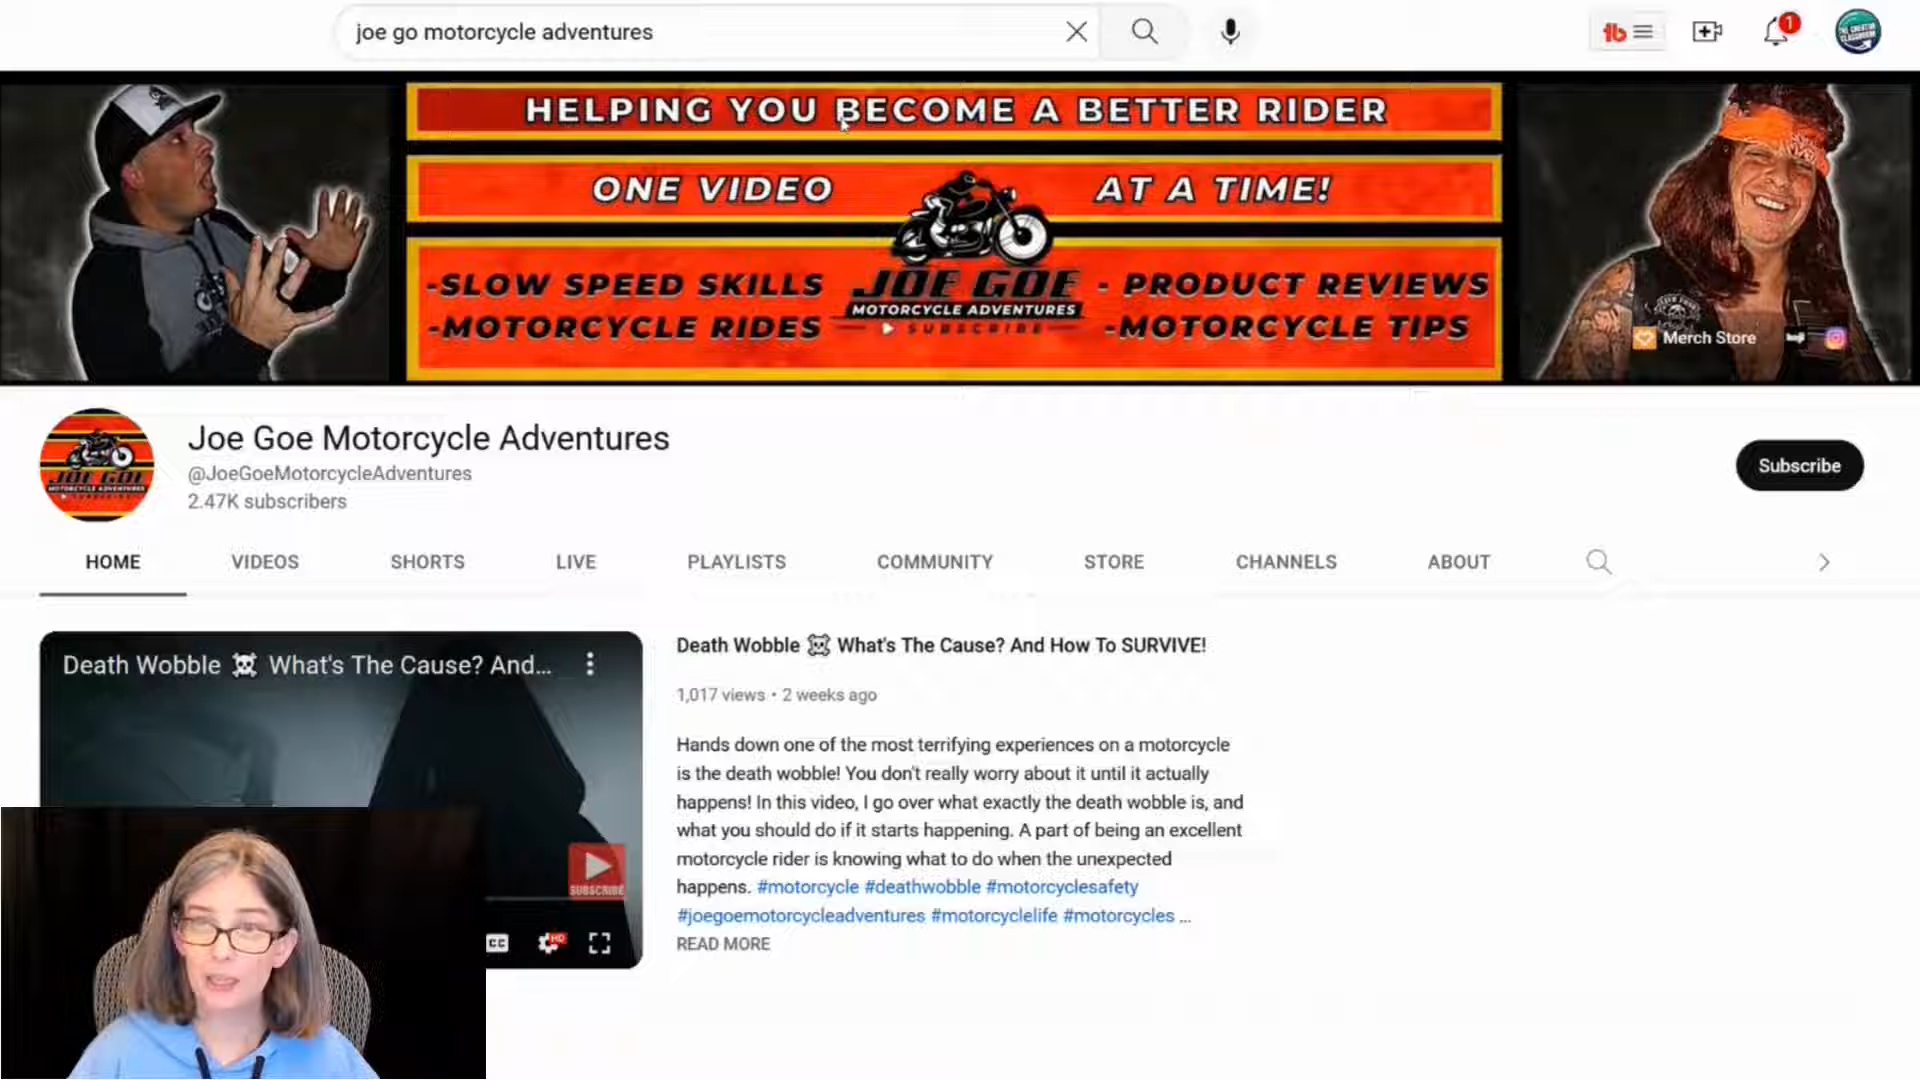 joe go motorcycle adventures
1
HELPING YOU BECOME A BETTER RIDER
ONE VIDEO AT A TIME!
-SLOW SPEED SKILLS
-MOTORCYCLE RIDES
JOE GOE
MOTORCYCLE ADVENTURES
SUBSCRIBE
- PRODUCT REVIEWS
-MOTORCYCLE TIPS
Merch Store
JOE GOE
Joe Goe Motorcycle Adventures
@JoeGoeMotorcycleAdventures
2.47K subscribers
Subscribe
HOME VIDEOS SHORTS LIVE PLAYLISTS COMMUNITY STORE CHANNELS ABOUT
Death Wobble ☠ What's The Cause? And...
SUBSCRIBE
CC HD
Death Wobble ☠ What's The Cause? And How To SURVIVE!
1,017 views • 2 weeks ago
Hands down one of the most terrifying experiences on a motorcycle
is the death wobble! You don't really worry about it until it actually
happens! In this video, I go over what exactly the death wobble is, and
what you should do if it starts happening. A part of being an excellent
motorcycle rider is knowing what to do when the unexpected
happens. #motorcycle #deathwobble #motorcyclesafety
#joegoemotorcycleadventures #motorcyclelife #motorcycles ...
READ MORE